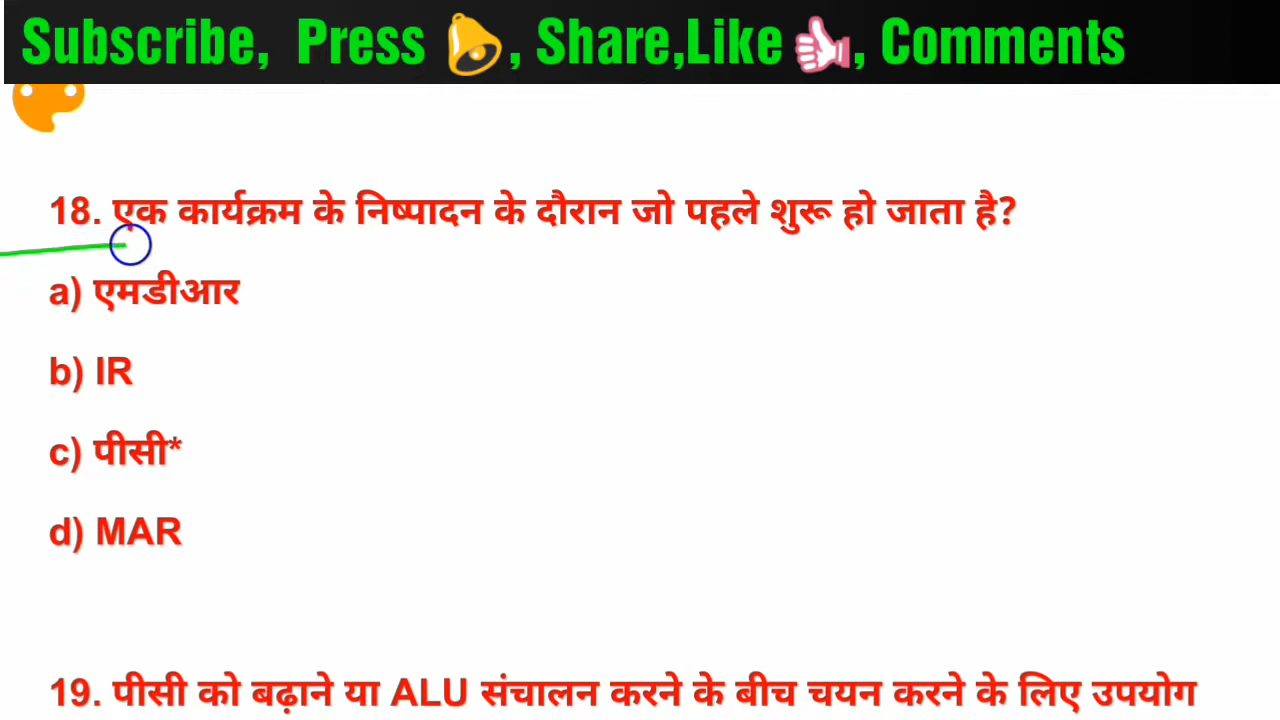 Subscribe, Press , Share,Like , Comments
18. एक कार्यक्रम के निष्पादन के दौरान जो पहले शुरू हो जाता है?
a) एमडीआर
b) IR
c) पीसी*
d) MAR
19. पीसी को बढ़ाने या ALU संचालन करने के बीच चयन करने के लिए उपयोग